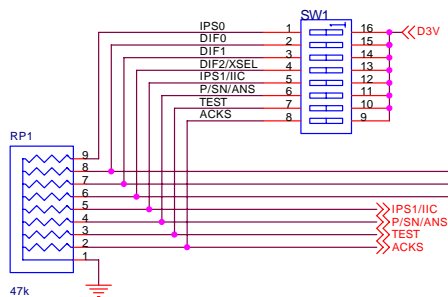 SW1
IPS0 1 16 D3V
DIF0 2 15
DIF1 3 14
DIF2/XSEL 4 13
IPS1/IIC 5 12
P/SN/ANS 6 11
TEST 7 10
ACKS 8 9
RP1
9
8
7
6
5 IPS1/IIC
4 P/SN/ANS
3 TEST
2 ACKS
1
47k